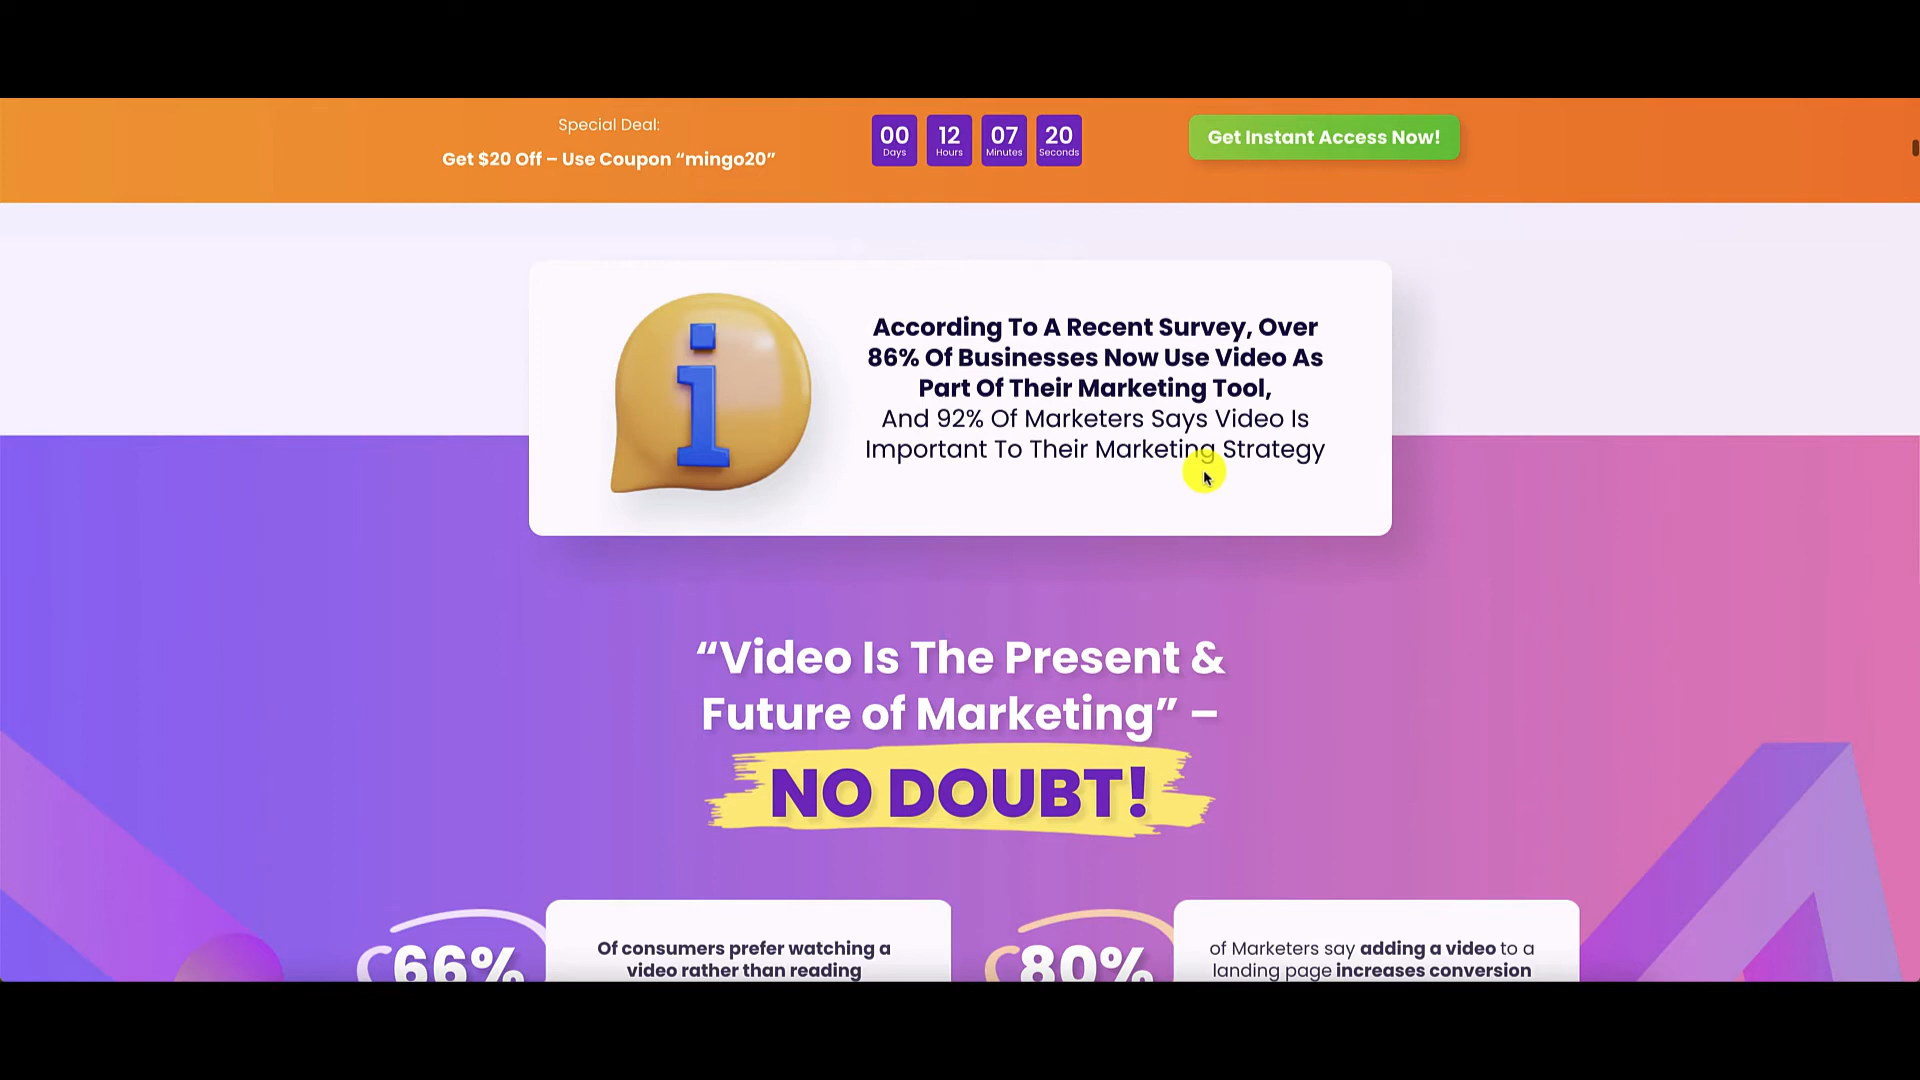 Special Deal:
Get $20 Off – Use Coupon “mingo20”
00 12 07 20
Days Hours Minutes Seconds
Get Instant Access Now!
i
According To A Recent Survey, Over
86% Of Businesses Now Use Video As
Part Of Their Marketing Tool,
And 92% Of Marketers Says Video Is
Important To Their Marketing Strategy
“Video Is The Present &
Future of Marketing” –
NO DOUBT!
66%
Of consumers prefer watching a
video rather than reading
80%
of Marketers say adding a video to a
landing page increases conversion